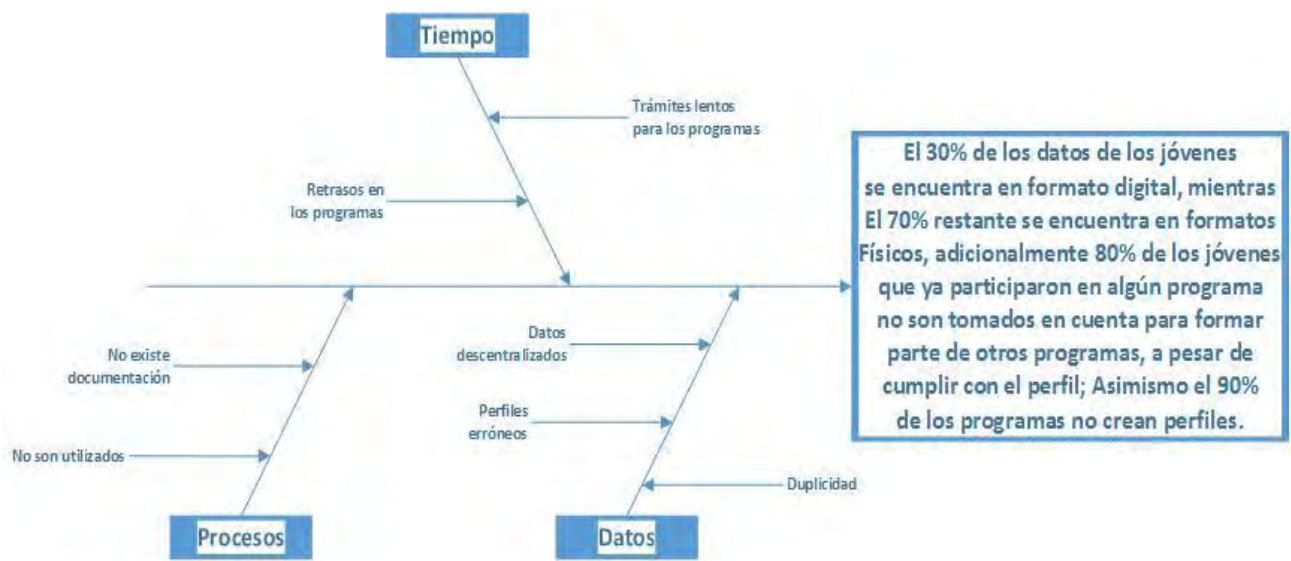 Tiempo
Trámites lentos
para los programas
Retrasos en
los programas
El 30% de los datos de los jóvenes
se encuentra en formato digital, mientras
El 70% restante se encuentra en formatos
Físicos, adicionalmente 80% de los jóvenes
que ya participaron en algún programa
no son tomados en cuenta para formar
parte de otros programas, a pesar de
cumplir con el perfil; Asimismo el 90%
de los programas no crean perfiles.
No existe
documentación
No son utilizados
Procesos
Datos
descentralizados
Perfiles
erróneos
Duplicidad
Datos